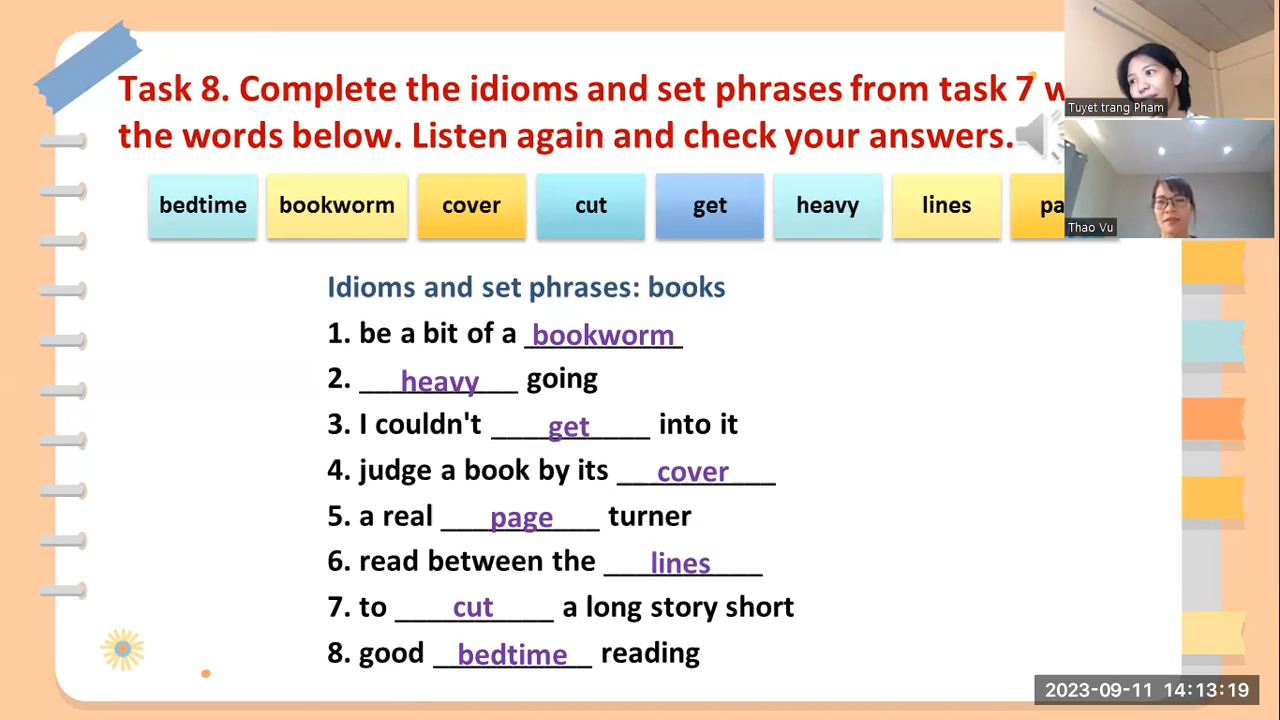 Task 8. Complete the idioms and set phrases from task 7
the words below. Listen again and check your answers.
Tuyet trang Pham
bedtime bookworm cover cut get heavy lines
Thao Vu
Idioms and set phrases: books
1. be a bit of a bookworm
2. heavy going
3. I couldn't get into it
4. judge a book by its cover
5. a real page turner
6. read between the lines
7. to cut a long story short
8. good bedtime reading
2023-09-11 14:13:19